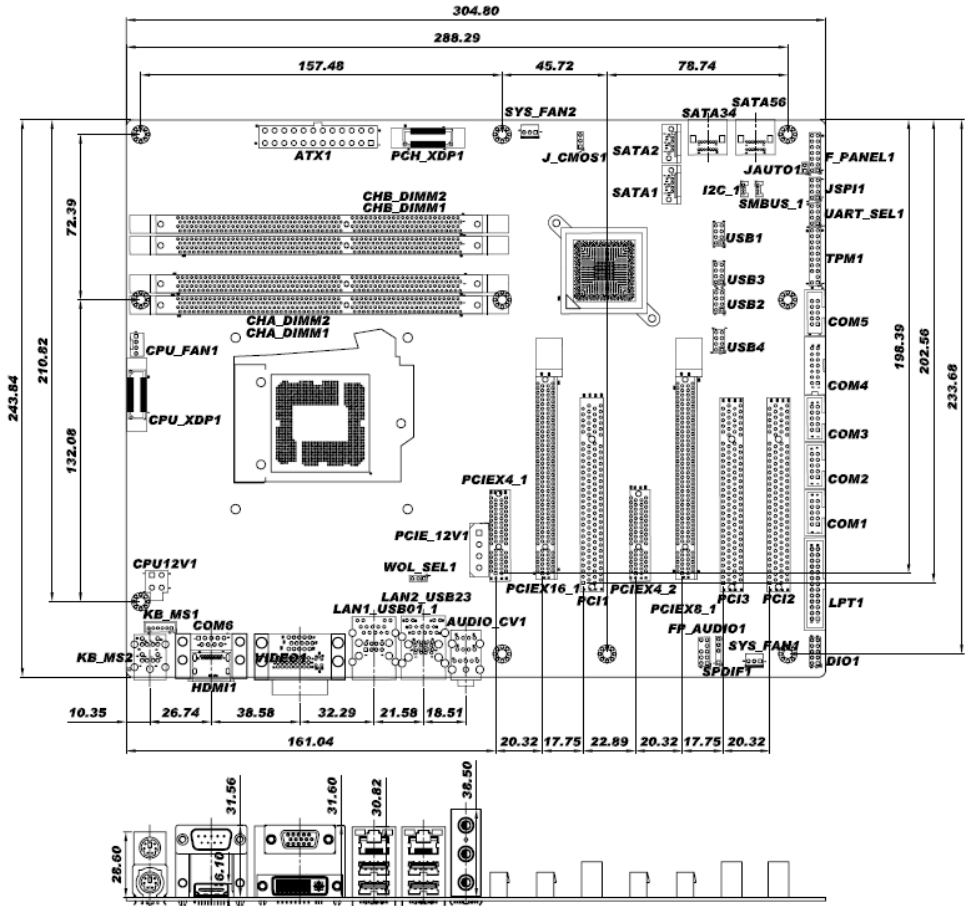 304.80
288.29
157.48
45.72
78.74
SYS_FAN2
SATA34
SATA56
ATX1
PCH_XDP1
J_CMOS1
SATA2
JAUTO1
F_PANEL1
SATA1
I2C_1
JSPI1
SMBUS_1
UART_SEL1
CHB_DIMM2
CHB_DIMM1
USB1
TPM1
USB3
USB2
72.39
CHA_DIMM2
CHA_DIMM1
COM5
CPU_FAN1
USB4
198.39
202.56
210.82
243.84
233.68
COM4
CPU_XDP1
132.08
COM3
PCIEX4_1
COM2
PCIE_12V1
COM1
CPU12V1
WOL_SEL1
PCIEX16_1
PCI1
PCIEX4_2
PCIEX8_1
PCI3
PCI2
LPT1
LAN2_USB23
LAN1_USB01_1
AUDIO_CV1
KB_MS1
COM6
FP_AUDIO1
SYS_FAN1
KB_MS2
VIDEO1
DIO1
SPDIF1
HDMI1
10.35
26.74
38.58
32.29
21.58
18.51
161.04
20.32
17.75
22.89
20.32
17.75
20.32
28.60
31.56
6.10
31.60
30.82
38.50